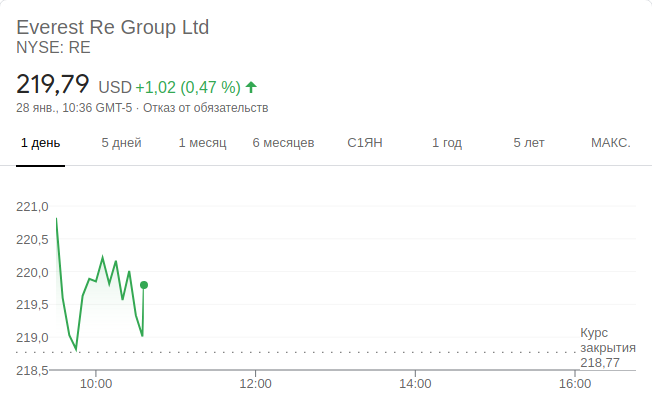 Everest Re Group Ltd
NYSE: RE
219,79 USD +1,02 (0,47 %)
28 янв., 10:36 GMT-5 · Отказ от обязательств
1 день 5 дней 1 месяц 6 месяцев С1ЯН 1 год 5 лет МАКС.
221,0
220,5
220,0
219,5
219,0
218,5
Курс
закрытия
218,77
10:00 12:00 14:00 16:00